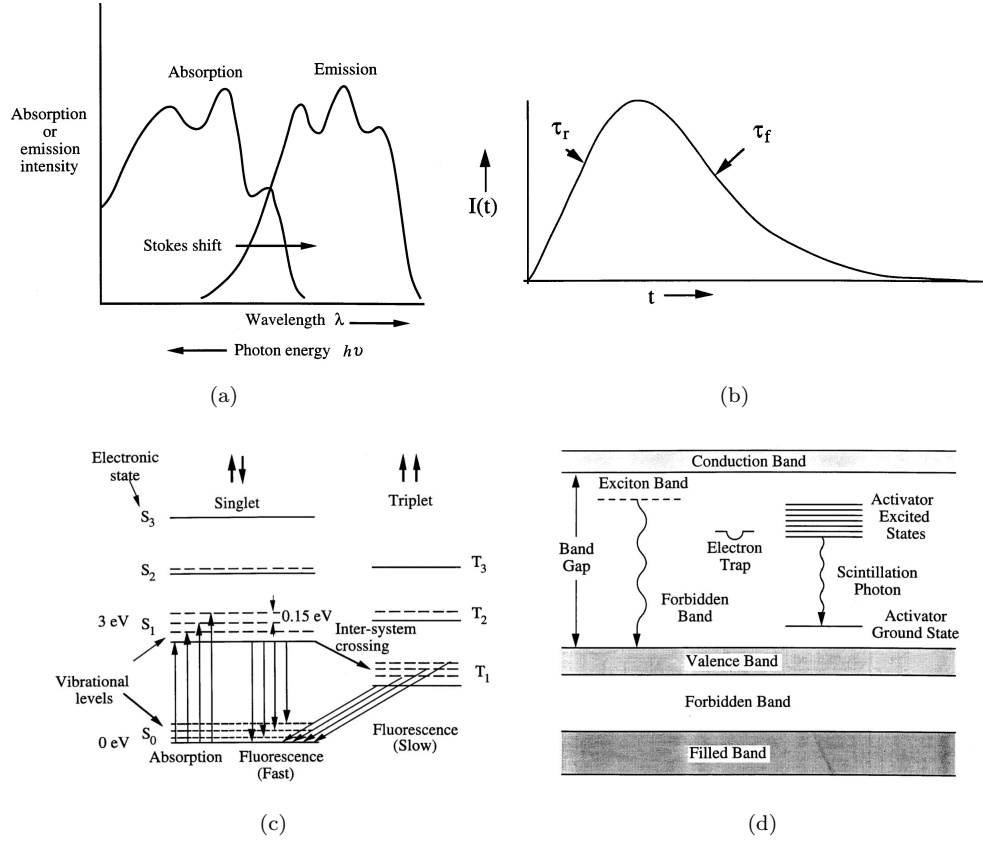 Absorption
Emission
Absorption
or
emission
intensity
Stokes shift
Wavelength λ
Photon energy hυ
(a)
τr
τf
I(t)
t
(b)
Electronic
state
Singlet
Triplet
S3
S2
T3
3 eV S1
0.15 eV
T2
Inter-system
crossing
T1
Vibrational
levels
S0
0 eV
Absorption
Fluorescence
(Fast)
Fluorescence
(Slow)
(c)
Conduction Band
Exciton Band
Activator
Excited
States
Band
Gap
Electron
Trap
Scintillation
Photon
Forbidden
Band
Activator
Ground State
Valence Band
Forbidden Band
Filled Band
(d)